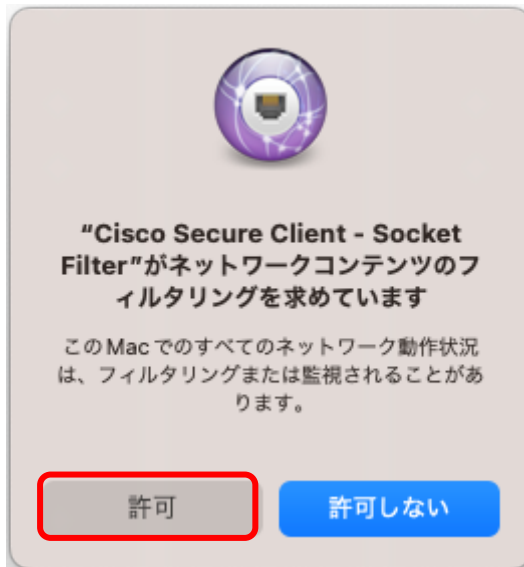 "Cisco Secure Client - Socket
Filter"がネットワークコンテンツのフ
ィルタリングを求めています
このMacでのすべてのネットワーク動作状況
は、フィルタリングまたは監視されることがあ
ります。
許可
許可しない